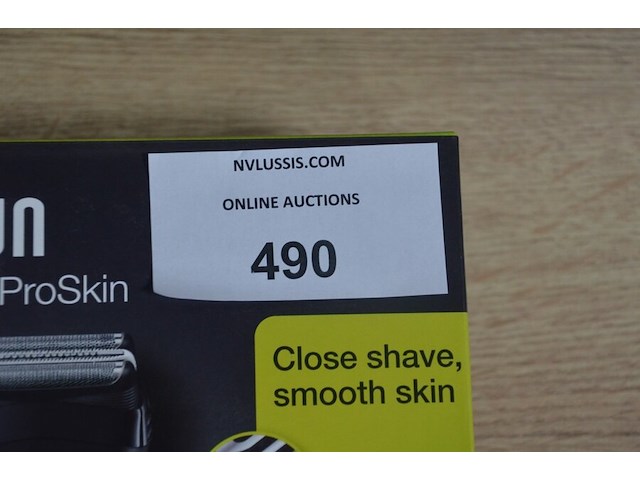 NVLUSSIS.COM
ONLINE AUCTIONS
490
ProSkin
Close shave,
smooth skin